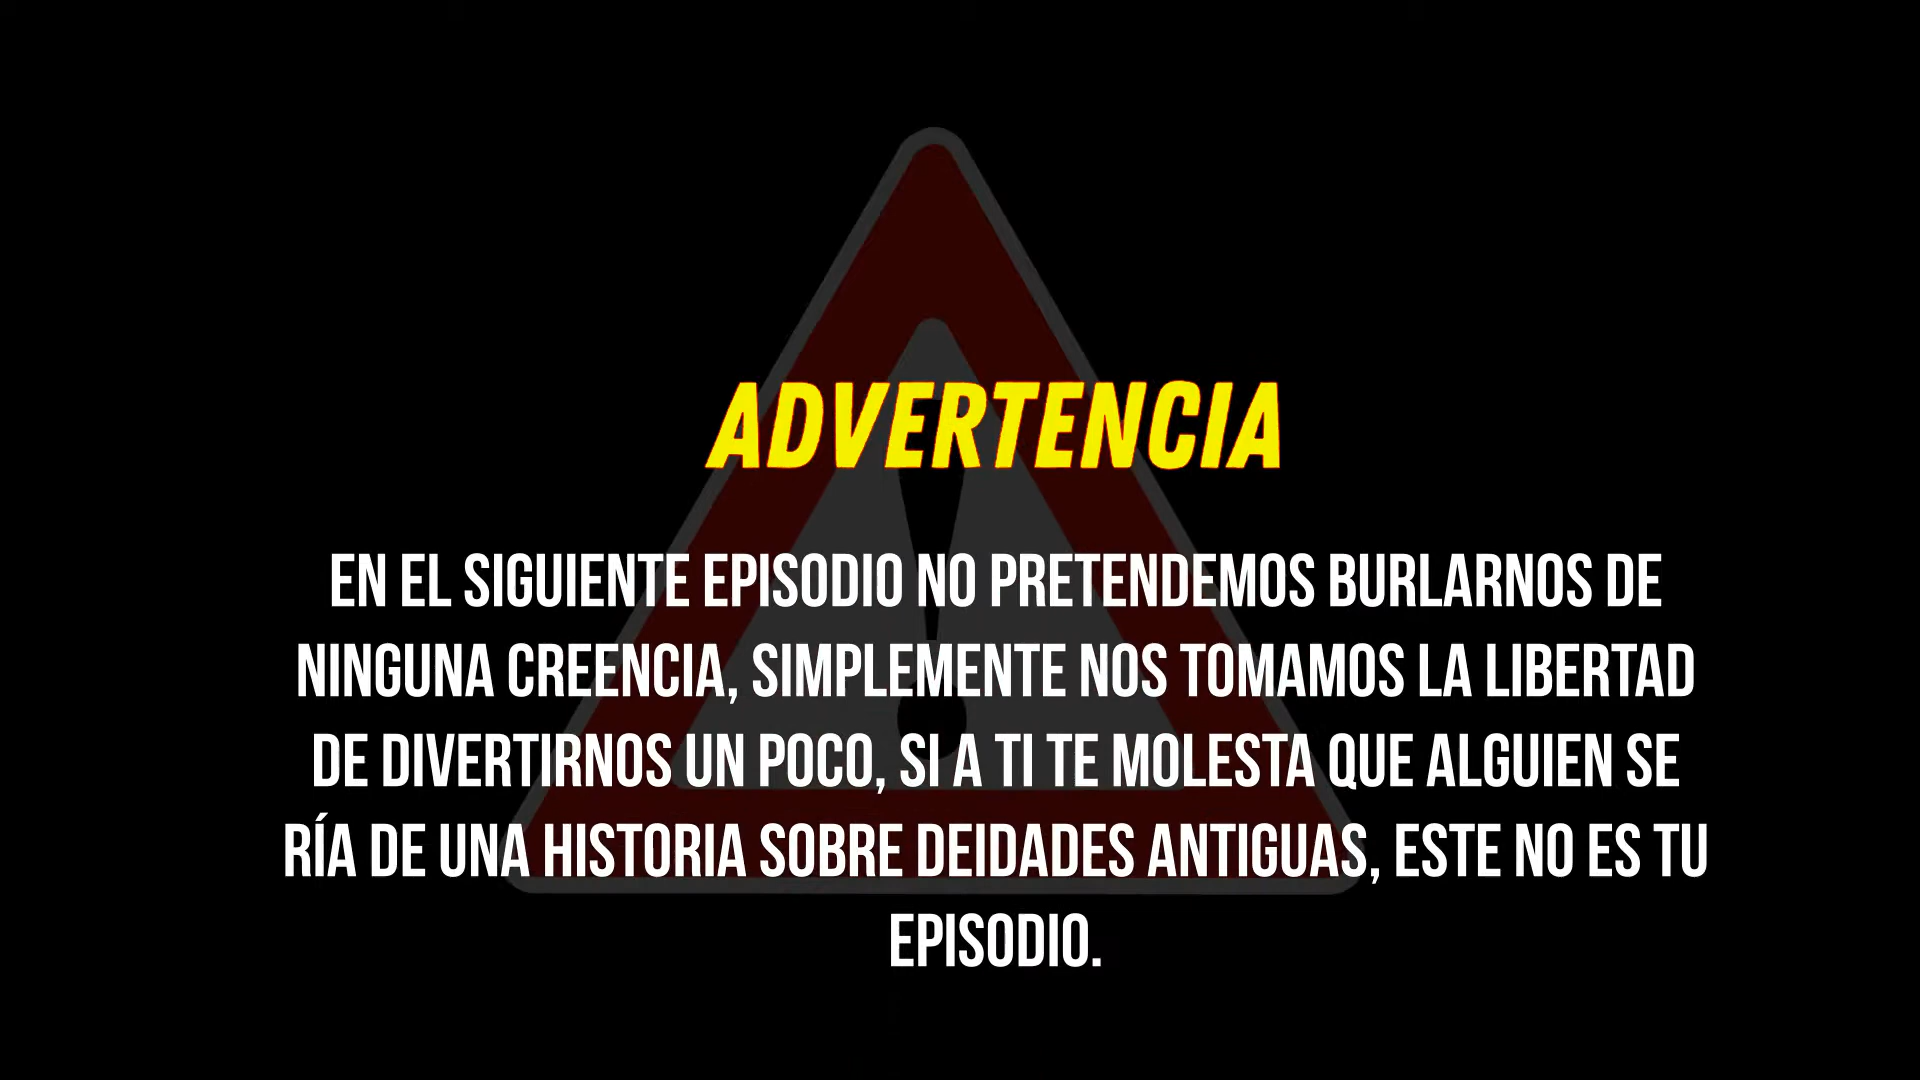 ADVERTENCIA
EN EL SIGUIENTE EPISODIO NO PRETENDEMOS BURLARNOS DE
NINGUNA CREENCIA, SIMPLEMENTE NOS TOMAMOS LA LIBERTAD
DE DIVERTIRNOS UN POCO, SI A TI TE MOLESTA QUE ALGUIEN SE
RÍA DE UNA HISTORIA SOBRE DEIDADES ANTIGUAS, ESTE NO ES TU
EPISODIO.